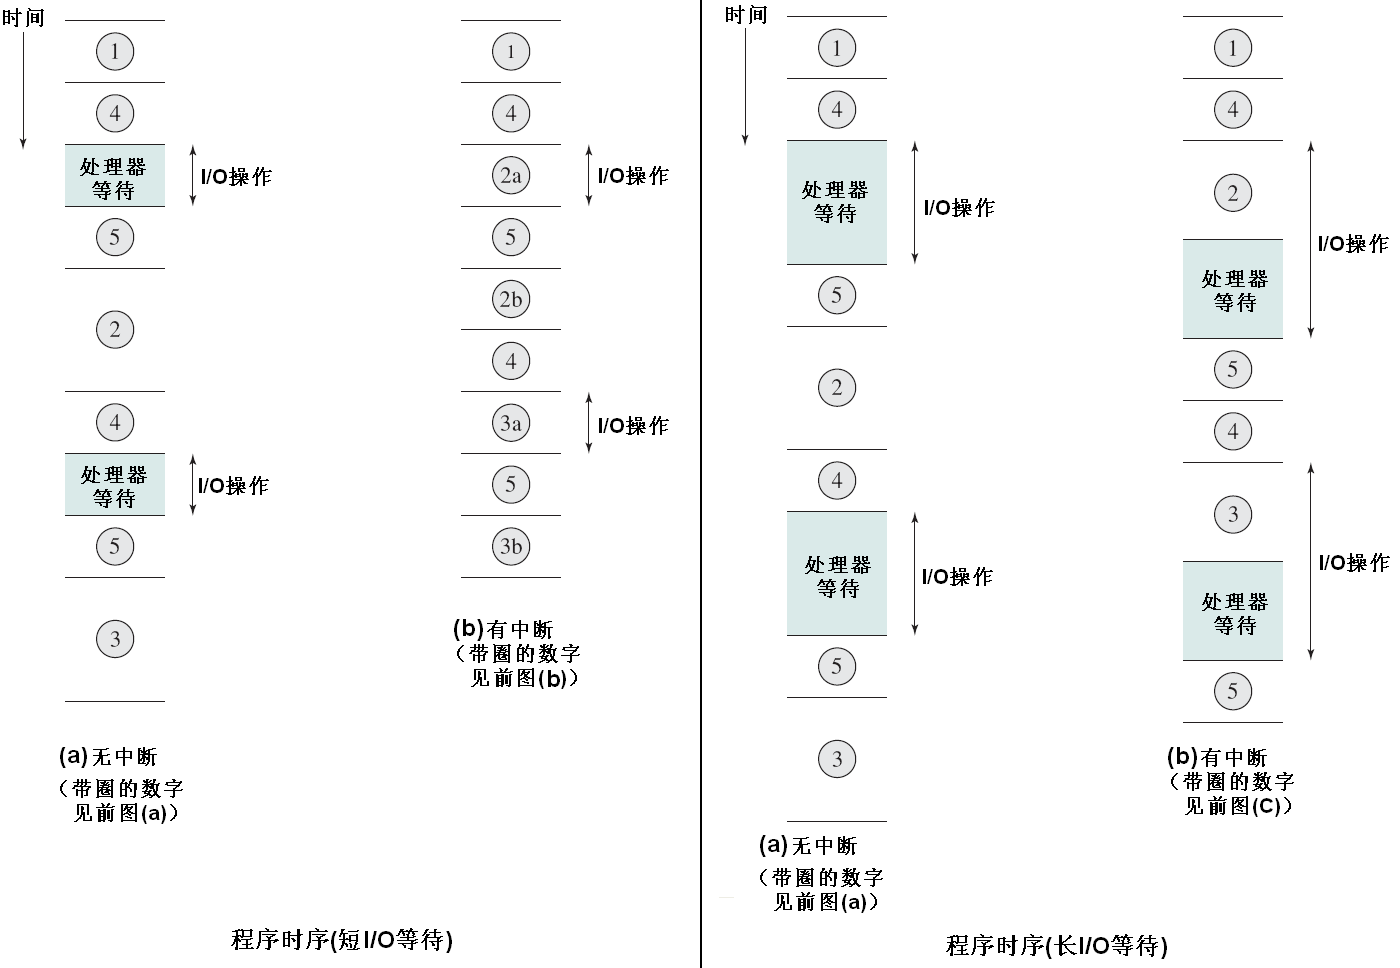 时间
1
4
处理器
等待
I/O操作
5
2
4
处理器
等待
I/O操作
5
3
(a)无中断
（带圈的数字
见前图(a)）
1
4
2a
I/O操作
5
2b
4
3a
I/O操作
5
3b
(b)有中断
（带圈的数字
见前图(b)）
程序时序(短I/O等待)
时间
1
4
处理器
等待
I/O操作
5
2
4
处理器
等待
I/O操作
5
3
(a)无中断
（带圈的数字
见前图(a)）
1
4
2
I/O操作
处理器
等待
5
4
3
I/O操作
处理器
等待
5
(b)有中断
（带圈的数字
见前图(C)）
程序时序(长I/O等待)